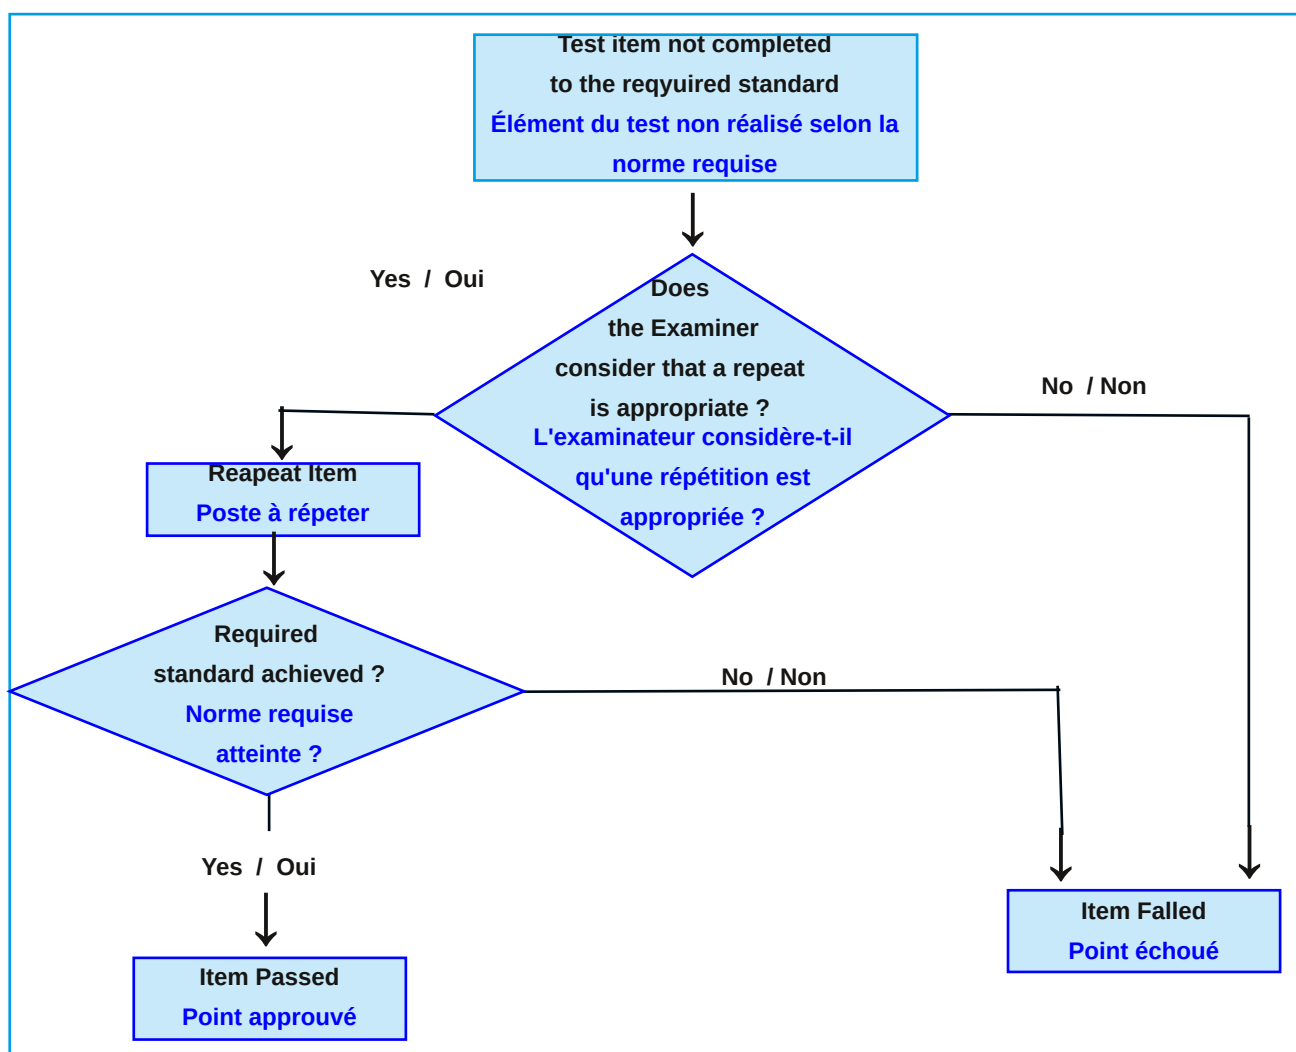 Test item not completed
to the reqyuired standard
Élément du test non réalisé selon la
norme requise
Yes / Oui
Does
the Examiner
consider that a repeat
is appropriate ?
L'examinateur considère-t-il
qu'une répétition est
appropriée ?
No / Non
Reapeat Item
Poste à répeter
Required
standard achieved ?
Norme requise
atteinte ?
No / Non
Yes / Oui
Item Falled
Point échoué
Item Passed
Point approuvé